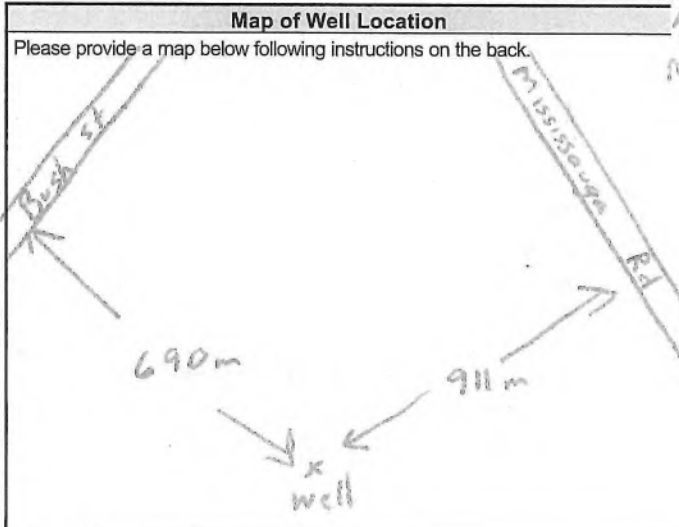 Map of Well Location
Please provide a map below following instructions on the back.
Bush St
Mississauga Rd
690m
911m
x
well